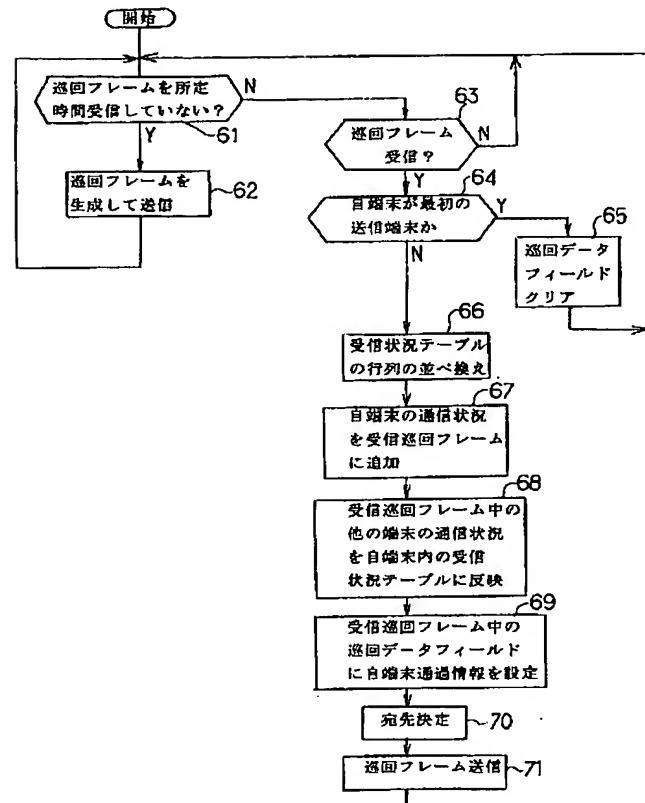 開始
巡回フレームを所定
時間受信していない?
N
61
Y
巡回フレームを
生成して送信
62
63
巡回フレーム
受信?
N
Y
64
自端末が最初の
送信端末か
Y
N
65
巡回データ
フィールド
クリア
66
受信状況テーブル
の行列の並べ換え
67
自端末の通信状況
を受信巡回フレーム
に追加
68
受信巡回フレーム中の
他の端末の通信状況
を自端末内の受信
状況テーブルに反映
69
受信巡回フレーム中の
巡回データフィールド
に自端末通過情報を設定
宛先決定
70
巡回フレーム送信
71